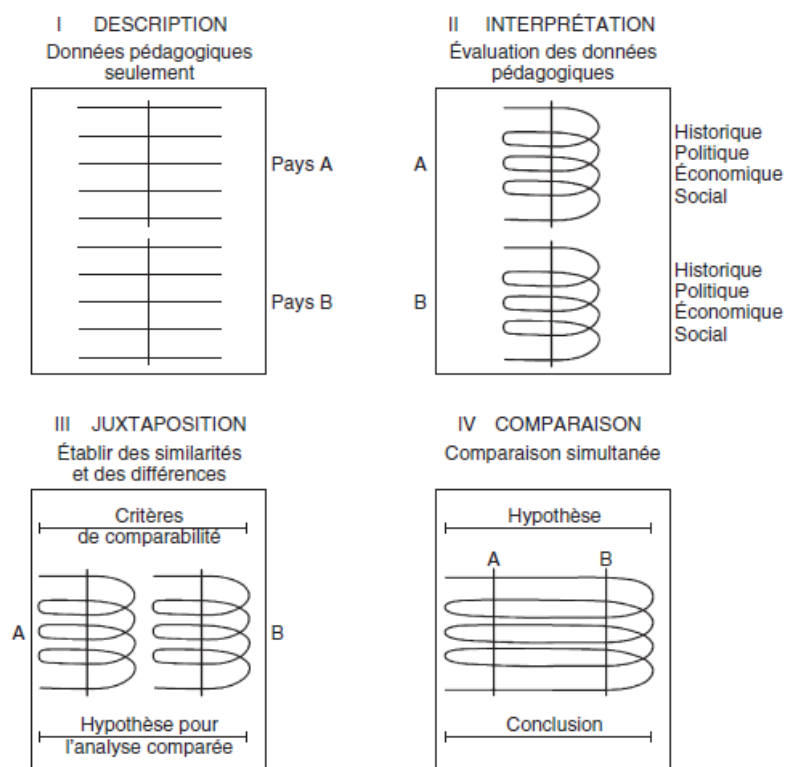 I DESCRIPTION
Données pédagogiques
seulement
Pays A
Pays B
II INTERPRÉTATION
Évaluation des données
pédagogiques
A
Historique
Politique
Économique
Social
B
Historique
Politique
Économique
Social
III JUXTAPOSITION
Établir des similarités
et des différences
Critères
de comparabilité
A
B
Hypothèse pour
l'analyse comparée
IV COMPARAISON
Comparaison simultanée
Hypothèse
A B
Conclusion